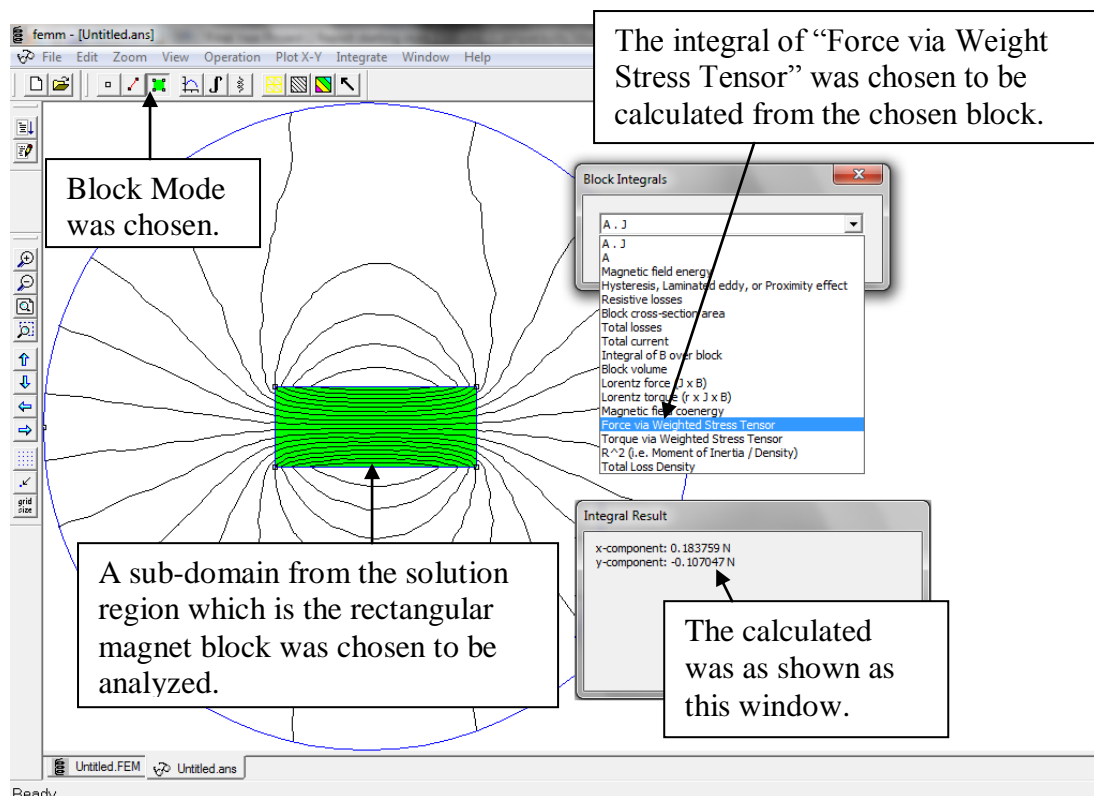 femm - [Untitled.ans]
File Edit Zoom View Operation Plot X-Y Integrate Window Help
The integral of “Force via Weight
Stress Tensor” was chosen to be
calculated from the chosen block.
Block Mode
was chosen.
Block Integrals
A . J
A . J
A
Magnetic field energy
Hysteresis, Laminated eddy, or Proximity effect
Resistive losses
Block cross-section area
Total losses
Total current
Integral of B over block
Block volume
Lorentz force (J x B)
Lorentz torque (r x J x B)
Magnetic field coenergy
Force via Weighted Stress Tensor
Torque via Weighted Stress Tensor
R^2 (i.e. Moment of Inertia / Density)
Total Loss Density
grid
size
Integral Result
x-component: 0.183759 N
y-component: -0.107047 N
A sub-domain from the solution
region which is the rectangular
magnet block was chosen to be
analyzed.
The calculated
was as shown as
this window.
Untitled.FEM Untitled.ans
Ready